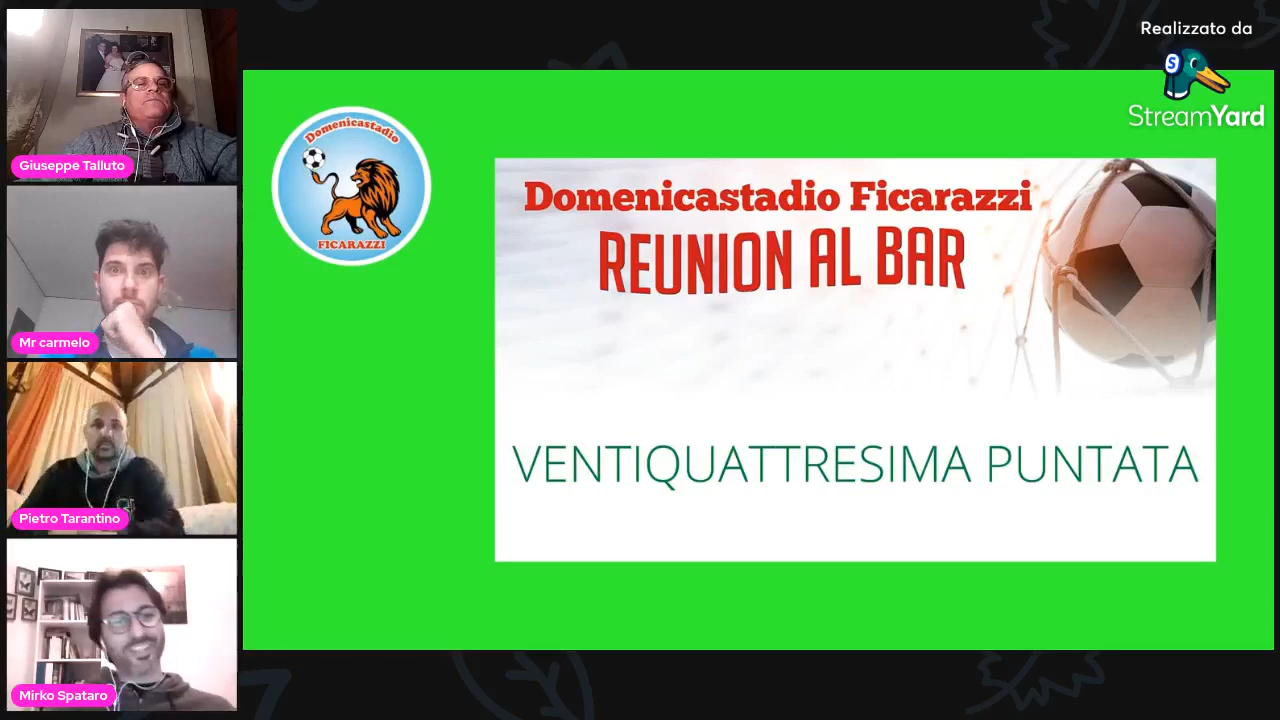 Realizzato da
StreamYard
Giuseppe Talluto
Mr carmelo
Pietro Tarantino
Mirko Spataro
Domenicastadio
FICARAZZI
Domenicastadio Ficarazzi
REUNION AL BAR
VENTIQUATTRESIMA PUNTATA